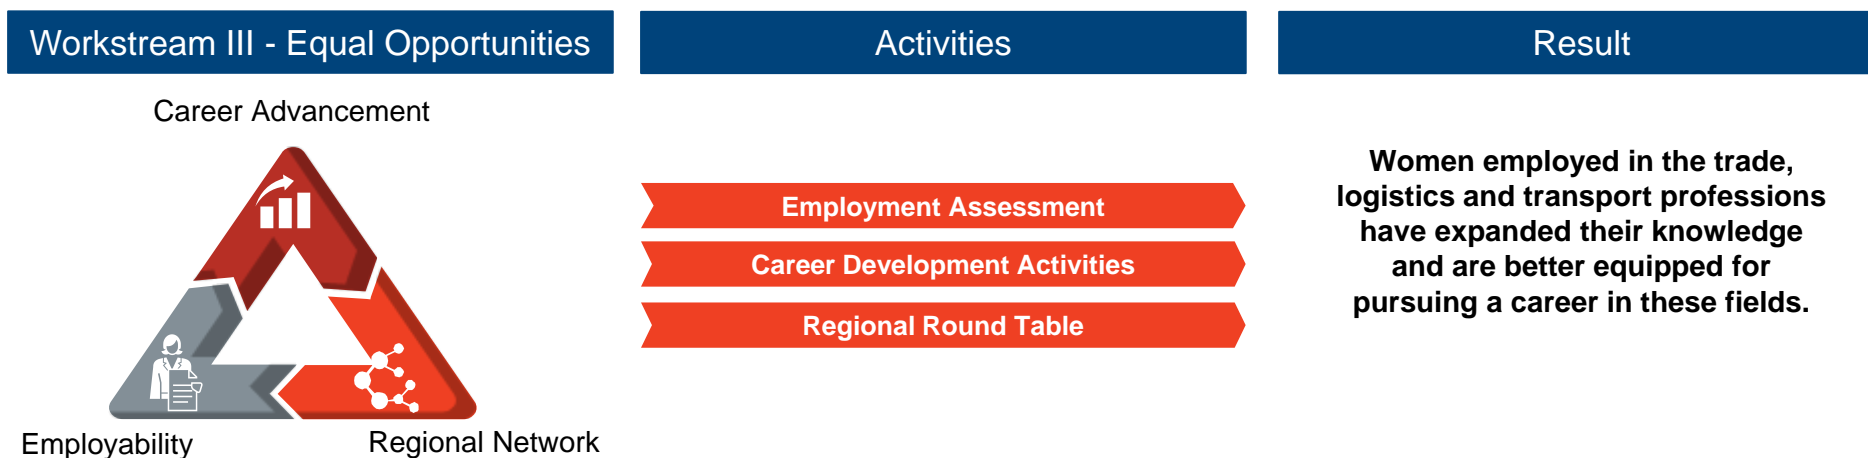 Workstream III - Equal Opportunities
Career Advancement
Employability
Regional Network
Activities
Employment Assessment
Career Development Activities
Regional Round Table
Result
Women employed in the trade,
logistics and transport professions
have expanded their knowledge
and are better equipped for
pursuing a career in these fields.